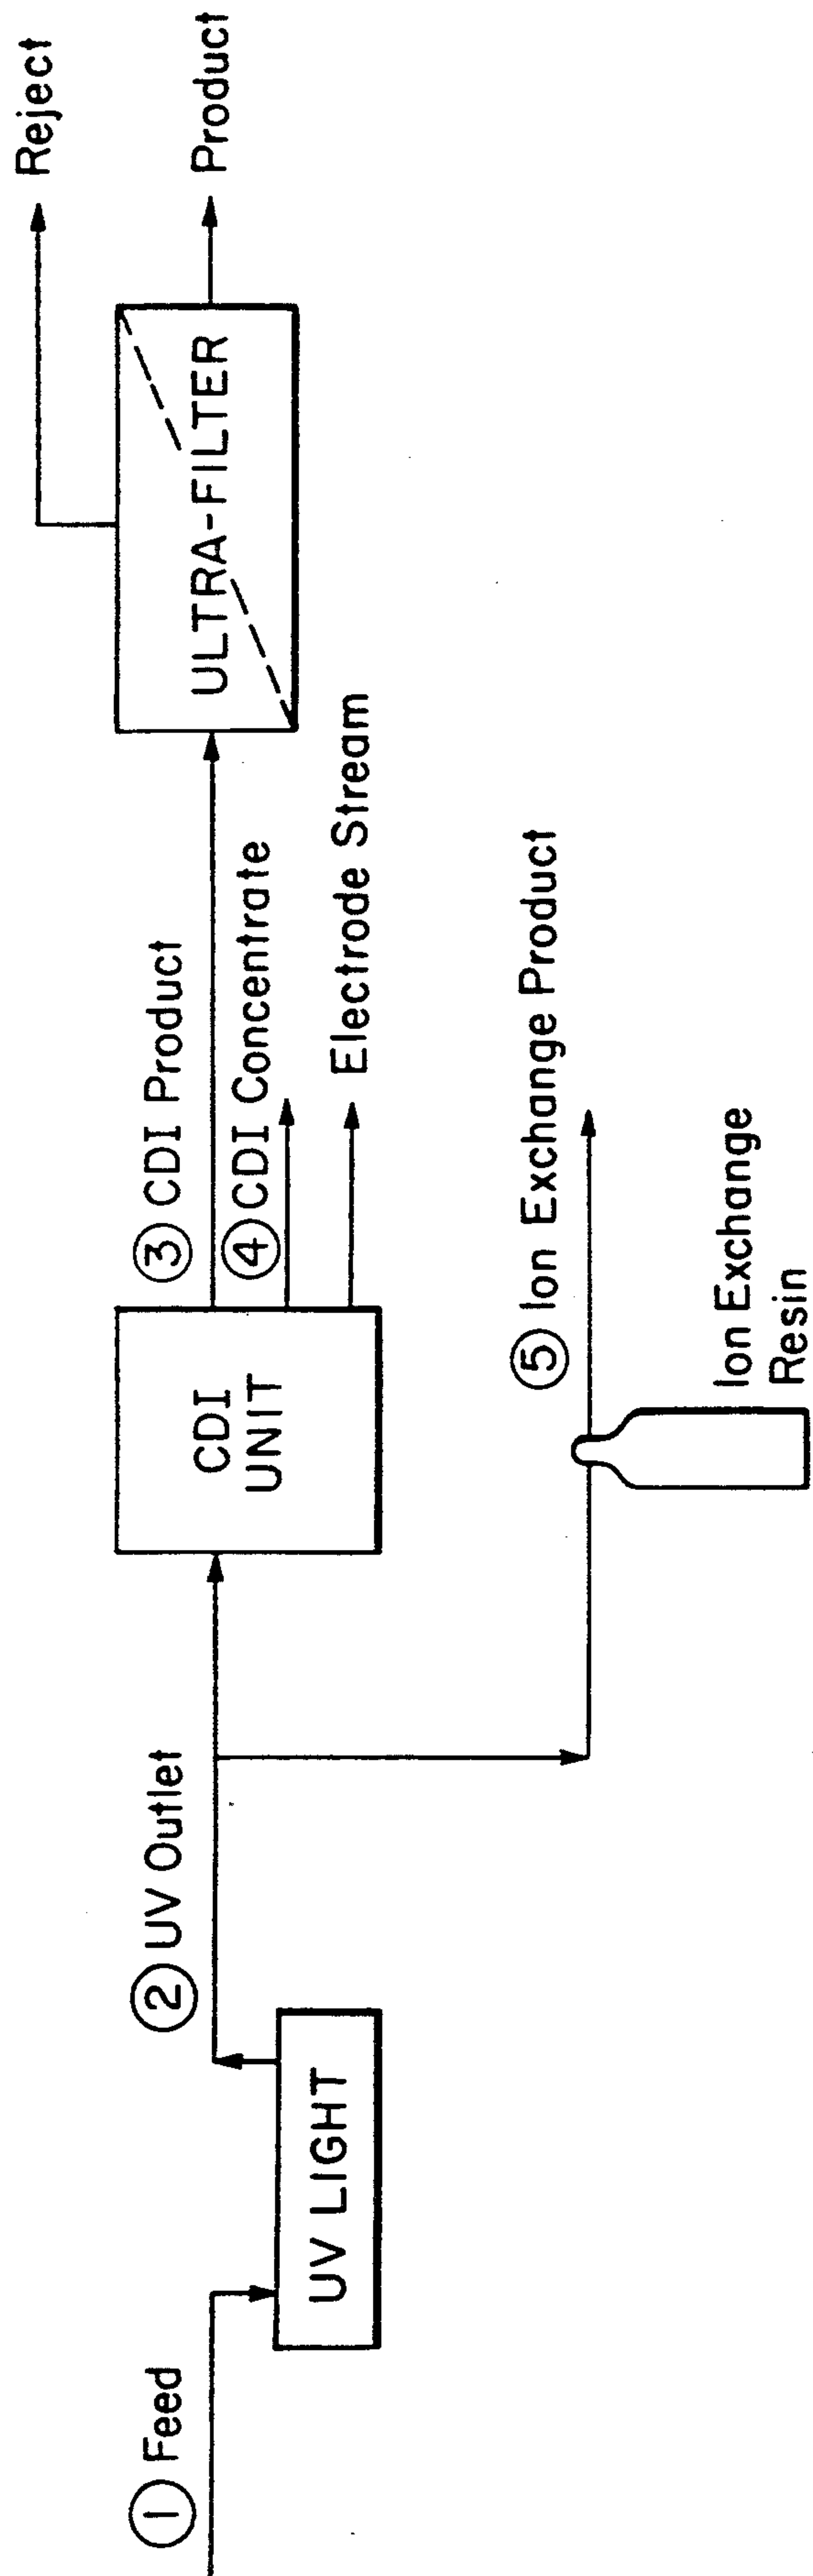 ① Feed
UV LIGHT
② UV Outlet
CDI
UNIT
③ CDI Product
④ CDI Concentrate
Electrode Stream
⑤ Ion Exchange Product
Ion Exchange
Resin
ULTRA-FILTER
Reject
Product